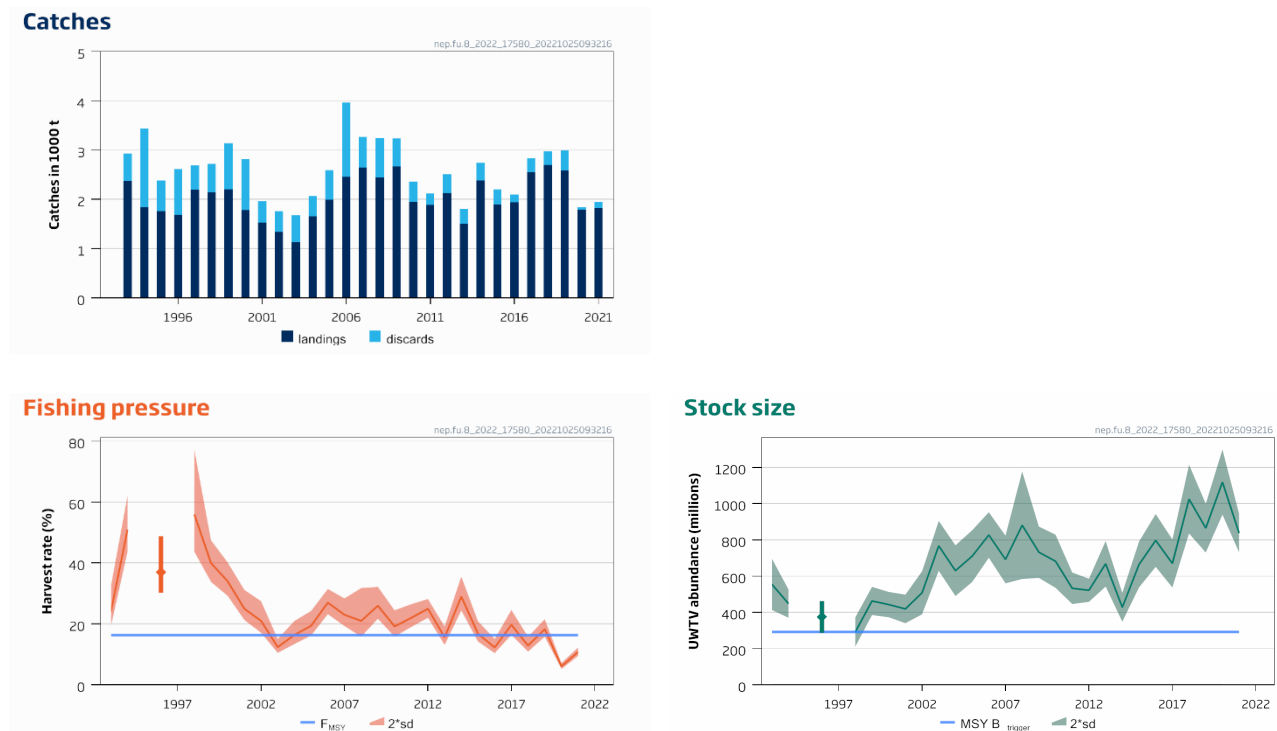 Catches
nep.fu.8_2022_17580_20221025093216
Catches in 1000 t
5
4
3
2
1
0
1996 2001 2006 2011 2016 2021
landings discards
Fishing pressure
nep.fu.8_2022_17580_20221025093216
Harvest rate (%)
80
60
40
20
0
1997 2002 2007 2012 2017 2022
FMSY 2*sd
Stock size
nep.fu.8_2022_17580_20221025093216
UWTV abundance (millions)
1200
1000
800
600
400
200
0
1997 2002 2007 2012 2017 2022
MSY B trigger 2*sd